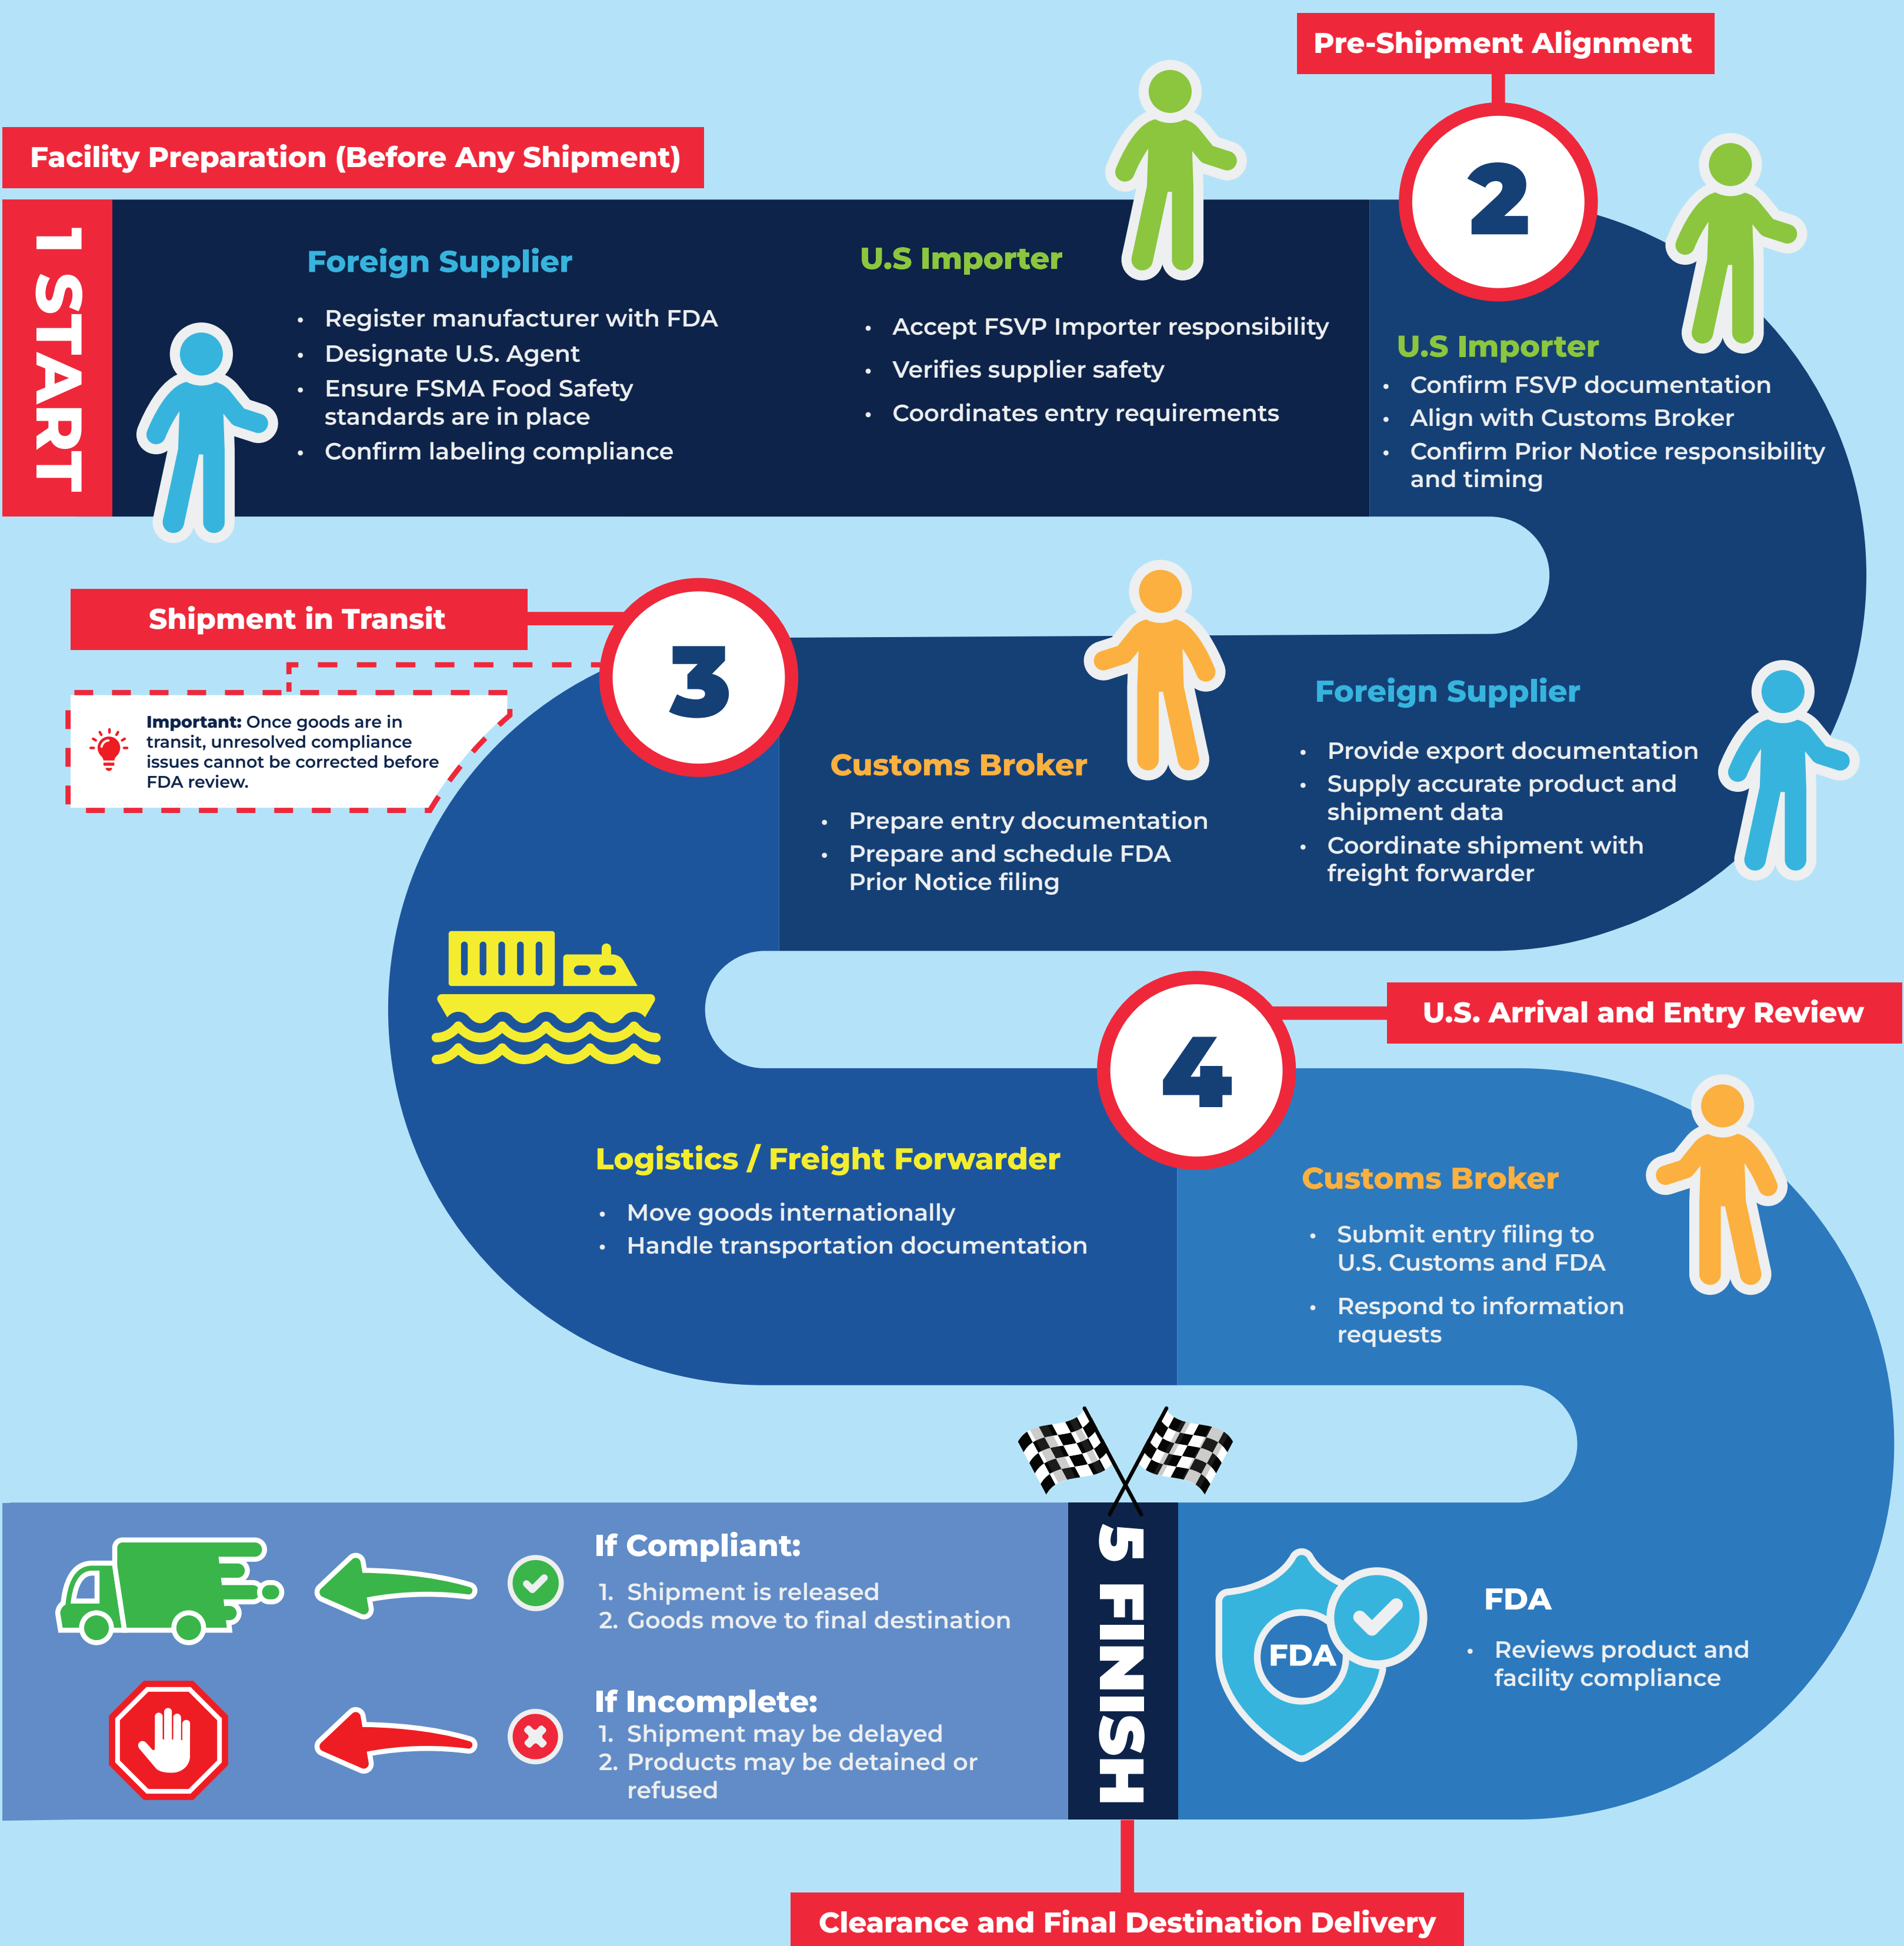 Pre-Shipment Alignment
Facility Preparation (Before Any Shipment)
1 START
Foreign Supplier
• Register manufacturer with FDA
• Designate U.S. Agent
• Ensure FSMA Food Safety
standards are in place
• Confirm labeling compliance
U.S Importer
• Accept FSVP Importer responsibility
• Verifies supplier safety
• Coordinates entry requirements
2
U.S Importer
• Confirm FSVP documentation
• Align with Customs Broker
• Confirm Prior Notice responsibility
and timing
Foreign Supplier
• Provide export documentation
• Supply accurate product and
shipment data
• Coordinate shipment with
freight forwarder
Customs Broker
• Prepare entry documentation
• Prepare and schedule FDA
Prior Notice filing
Shipment in Transit
3
Important: Once goods are in
transit, unresolved compliance
issues cannot be corrected before
FDA review.
Logistics / Freight Forwarder
• Move goods internationally
• Handle transportation documentation
4
U.S. Arrival and Entry Review
Customs Broker
• Submit entry filing to
U.S. Customs and FDA
• Respond to information
requests
FDA
FDA
• Reviews product and
facility compliance
5 FINISH
If Compliant:
1. Shipment is released
2. Goods move to final destination
If Incomplete:
1. Shipment may be delayed
2. Products may be detained or
refused
Clearance and Final Destination Delivery